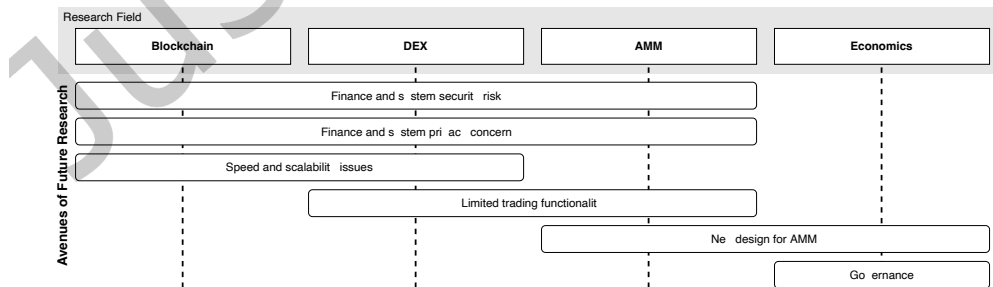 Research Field
Blockchain
DEX
AMM
Economics
Avenues of Future Research
Finance and s stem securit risk
Finance and s stem pri ac concern
Speed and scalabilit issues
Limited trading functionalit
Ne design for AMM
Go ernance
Jus